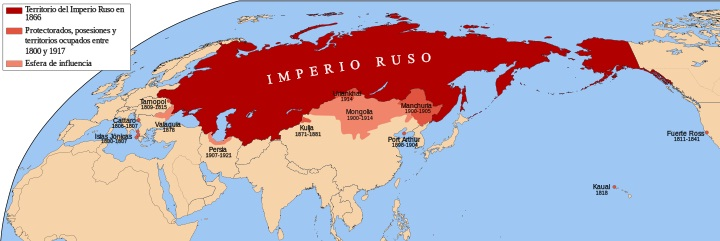 Territorio del Imperio Ruso en
1866
Protectorados, posesiones y
territorios ocupados entre
1800 y 1917
Esfera de influencia
IMPERIO RUSO
Tarnopol
1809-1815
Cattaro
1806-1807
Valaquia
1878
Islas Jónicas
1800-1807
Persia
1907-1921
Kulja
1871-1881
1914
Mongolia
1900-1914
Manchuria
1900-1905
Port Arthur
1898-1904
Fuerte Ross
1811-1841
Kauai
1818